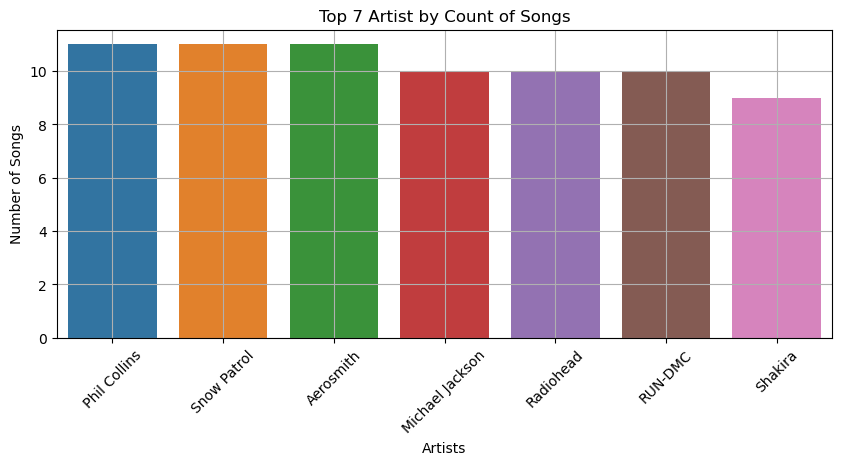 Top 7 Artist by Count of Songs
Number of Songs
10
8
6
4
2
0
Phil Collins
Snow Patrol
Aerosmith
Michael Jackson
Radiohead
RUN-DMC
Shakira
Artists